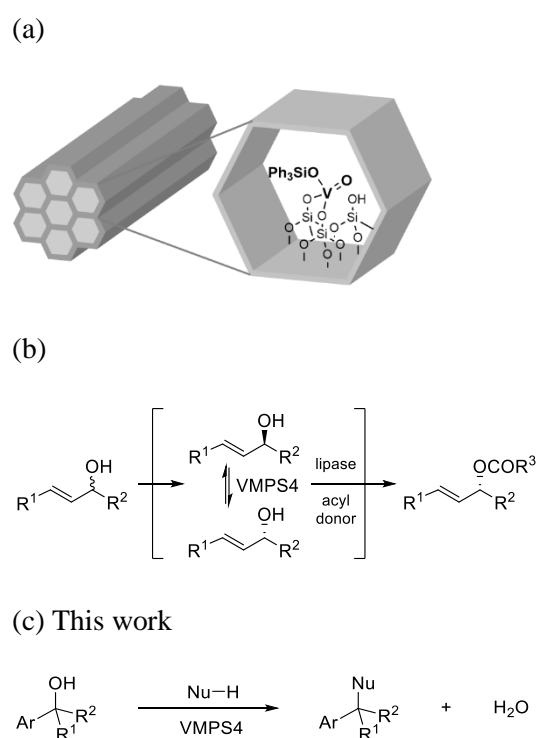 (a)
Ph₃SiO
O
V
O
O
OH
Si
Si
Si
O
O
O
O
O
O
(b)
OH
R¹
R²
OH
R¹
R²
VMPS4
OH
R¹
R²
lipase
acyl
donor
OCOR³
R¹
R²
(c) This work
OH
Ar
R²
R¹
Nu–H
VMPS4
Nu
Ar
R²
R¹
+
H₂O